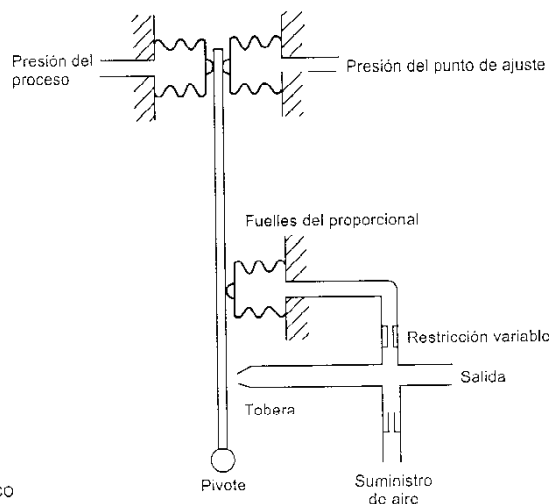 Presión del
proceso
Presión del punto de ajuste
Fuelles del proporcional
Restricción variable
Salida
Tobera
Pivote
Suministro
de aire